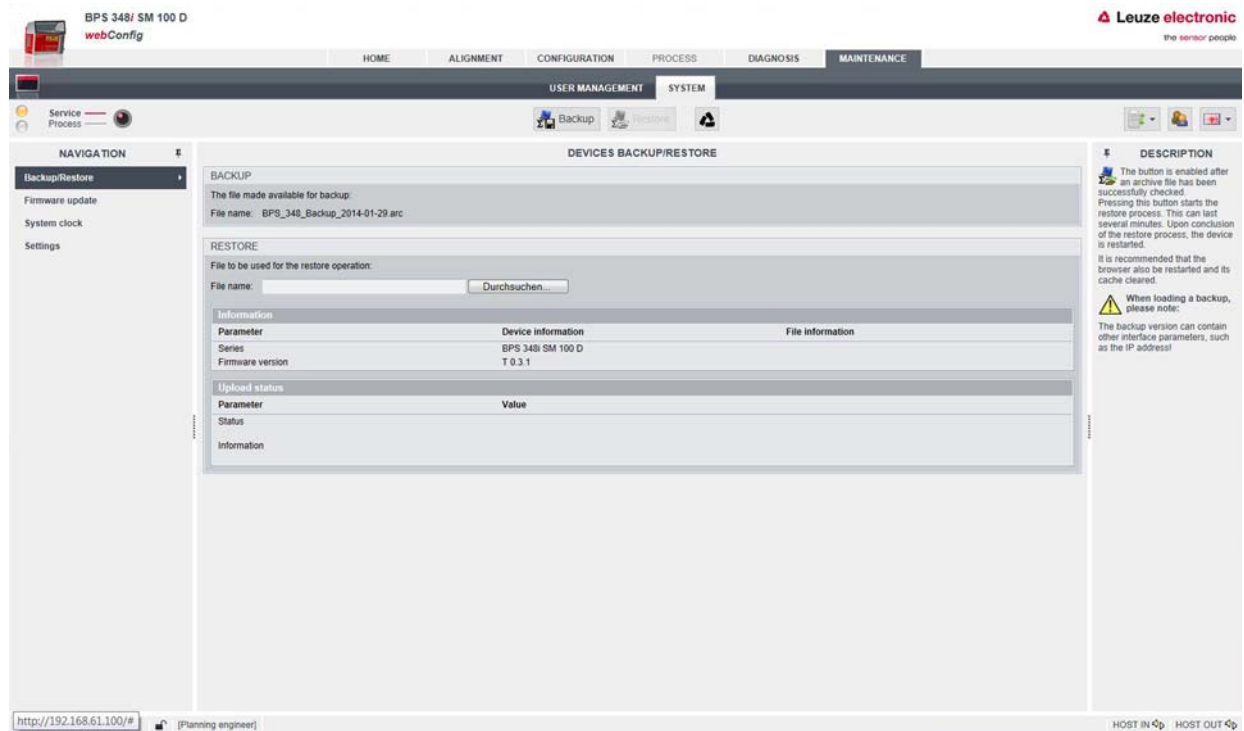 BPS 348i SM 100 D
webConfig
Leuze electronic
the sensor people
HOME ALIGNMENT CONFIGURATION PROCESS DIAGNOSIS MAINTENANCE
USER MANAGEMENT SYSTEM
Service
Process
Backup Restore
NAVIGATION
Backup/Restore
Firmware update
System clock
Settings
DEVICES BACKUP/RESTORE
BACKUP
The file made available for backup:
File name: BPS_348_Backup_2014-01-29.arc
RESTORE
File to be used for the restore operation:
File name: Durchsuchen...
Information
Parameter Device information File information
Series BPS 348i SM 100 D
Firmware version T 0.3.1
Upload status
Parameter Value
Status
Information
DESCRIPTION
The button is enabled after
an archive file has been
successfully checked.
Pressing this button starts the
restore process. This can last
several minutes. Upon conclusion
of the restore process, the device
is restarted.
It is recommended that the
browser also be restarted and its
cache cleared.
When loading a backup,
please note:
The backup version can contain
other interface parameters, such
as the IP address!
http://192.168.61.100/# [Planning engineer] HOST IN HOST OUT